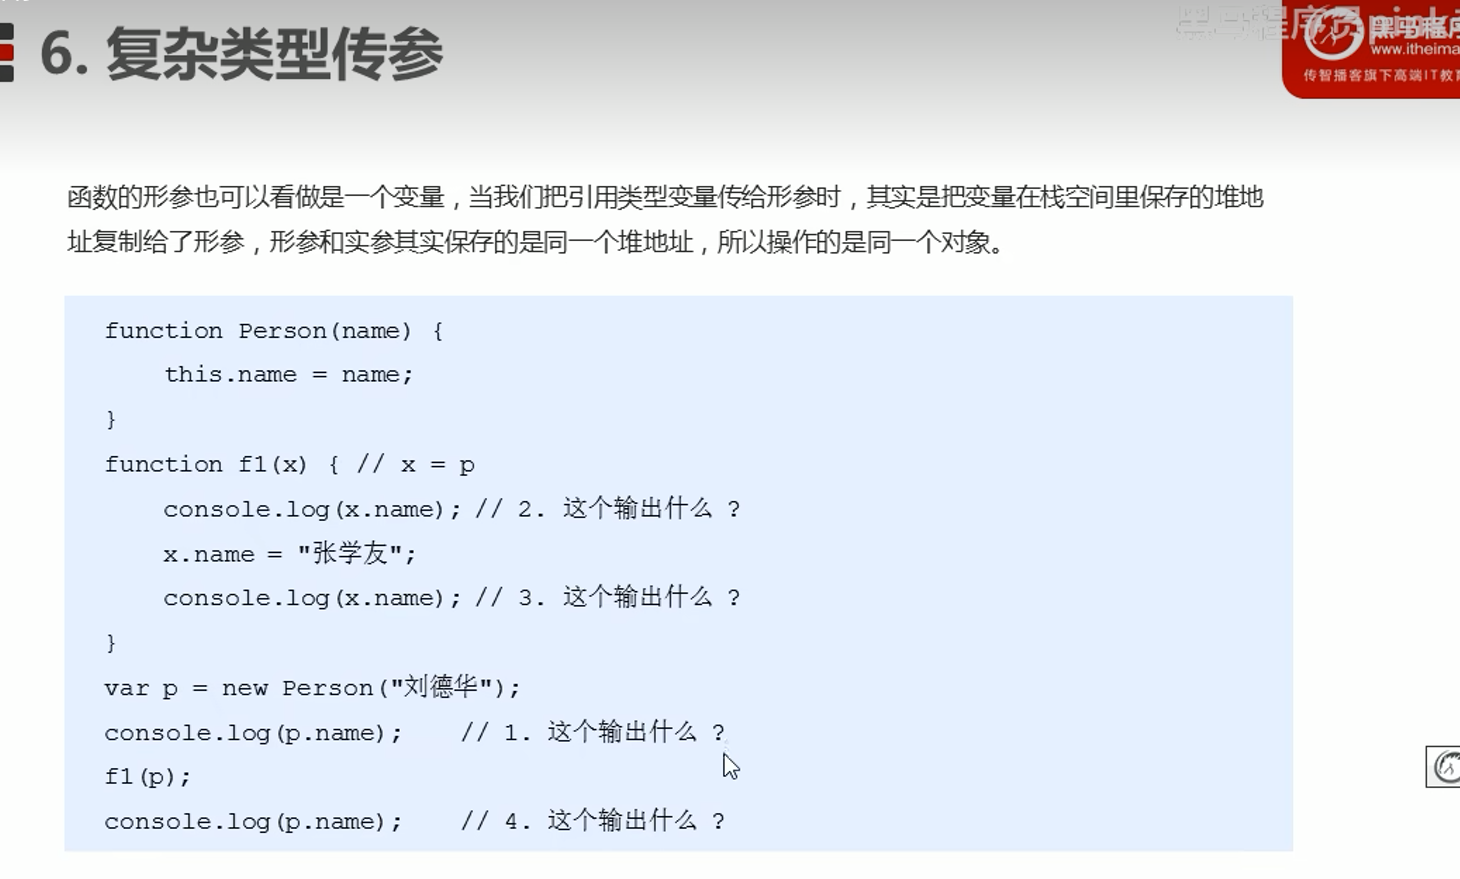 6. 复杂类型传参
www.itheima
传智播客旗下高端IT教育
函数的形参也可以看做是一个变量，当我们把引用类型变量传给形参时，其实是把变量在栈空间里保存的堆地
址复制给了形参，形参和实参其实保存的是同一个堆地址，所以操作的是同一个对象。
function Person(name) {
this.name = name;
}
function f1(x) { // x = p
console.log(x.name); // 2. 这个输出什么 ?
x.name = "张学友";
console.log(x.name); // 3. 这个输出什么 ?
}
var p = new Person("刘德华");
console.log(p.name); // 1. 这个输出什么 ?
f1(p);
console.log(p.name); // 4. 这个输出什么 ?